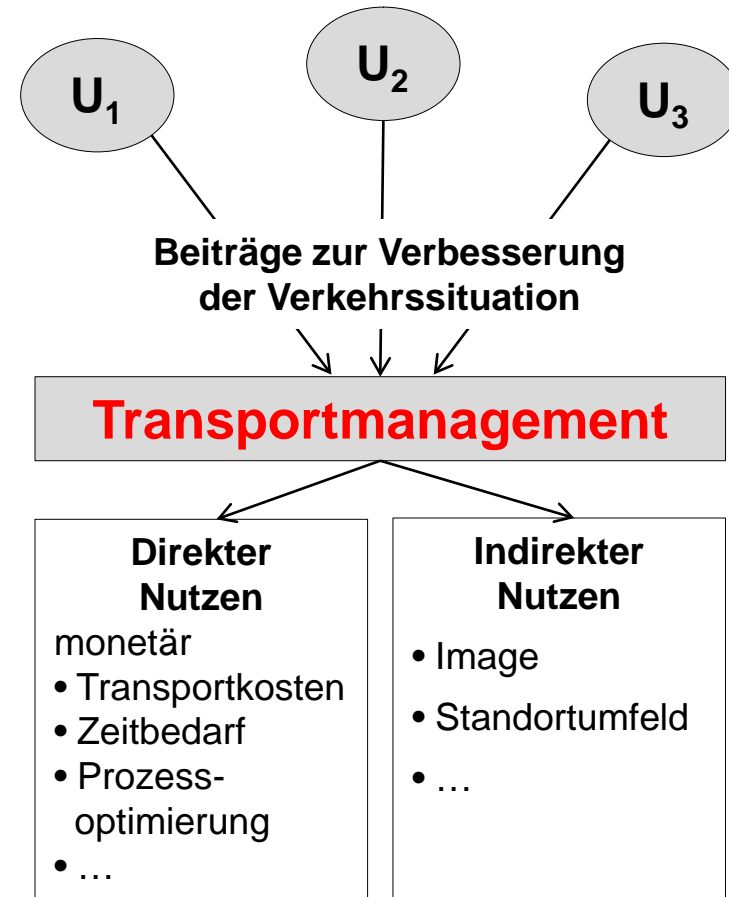 U₁
U₂
U₃
Beiträge zur Verbesserung
der Verkehrssituation
Transportmanagement
Direkter
Nutzen
monetär
• Transportkosten
• Zeitbedarf
• Prozess-
optimierung
• …
Indirekter
Nutzen
• Image
• Standortumfeld
• …